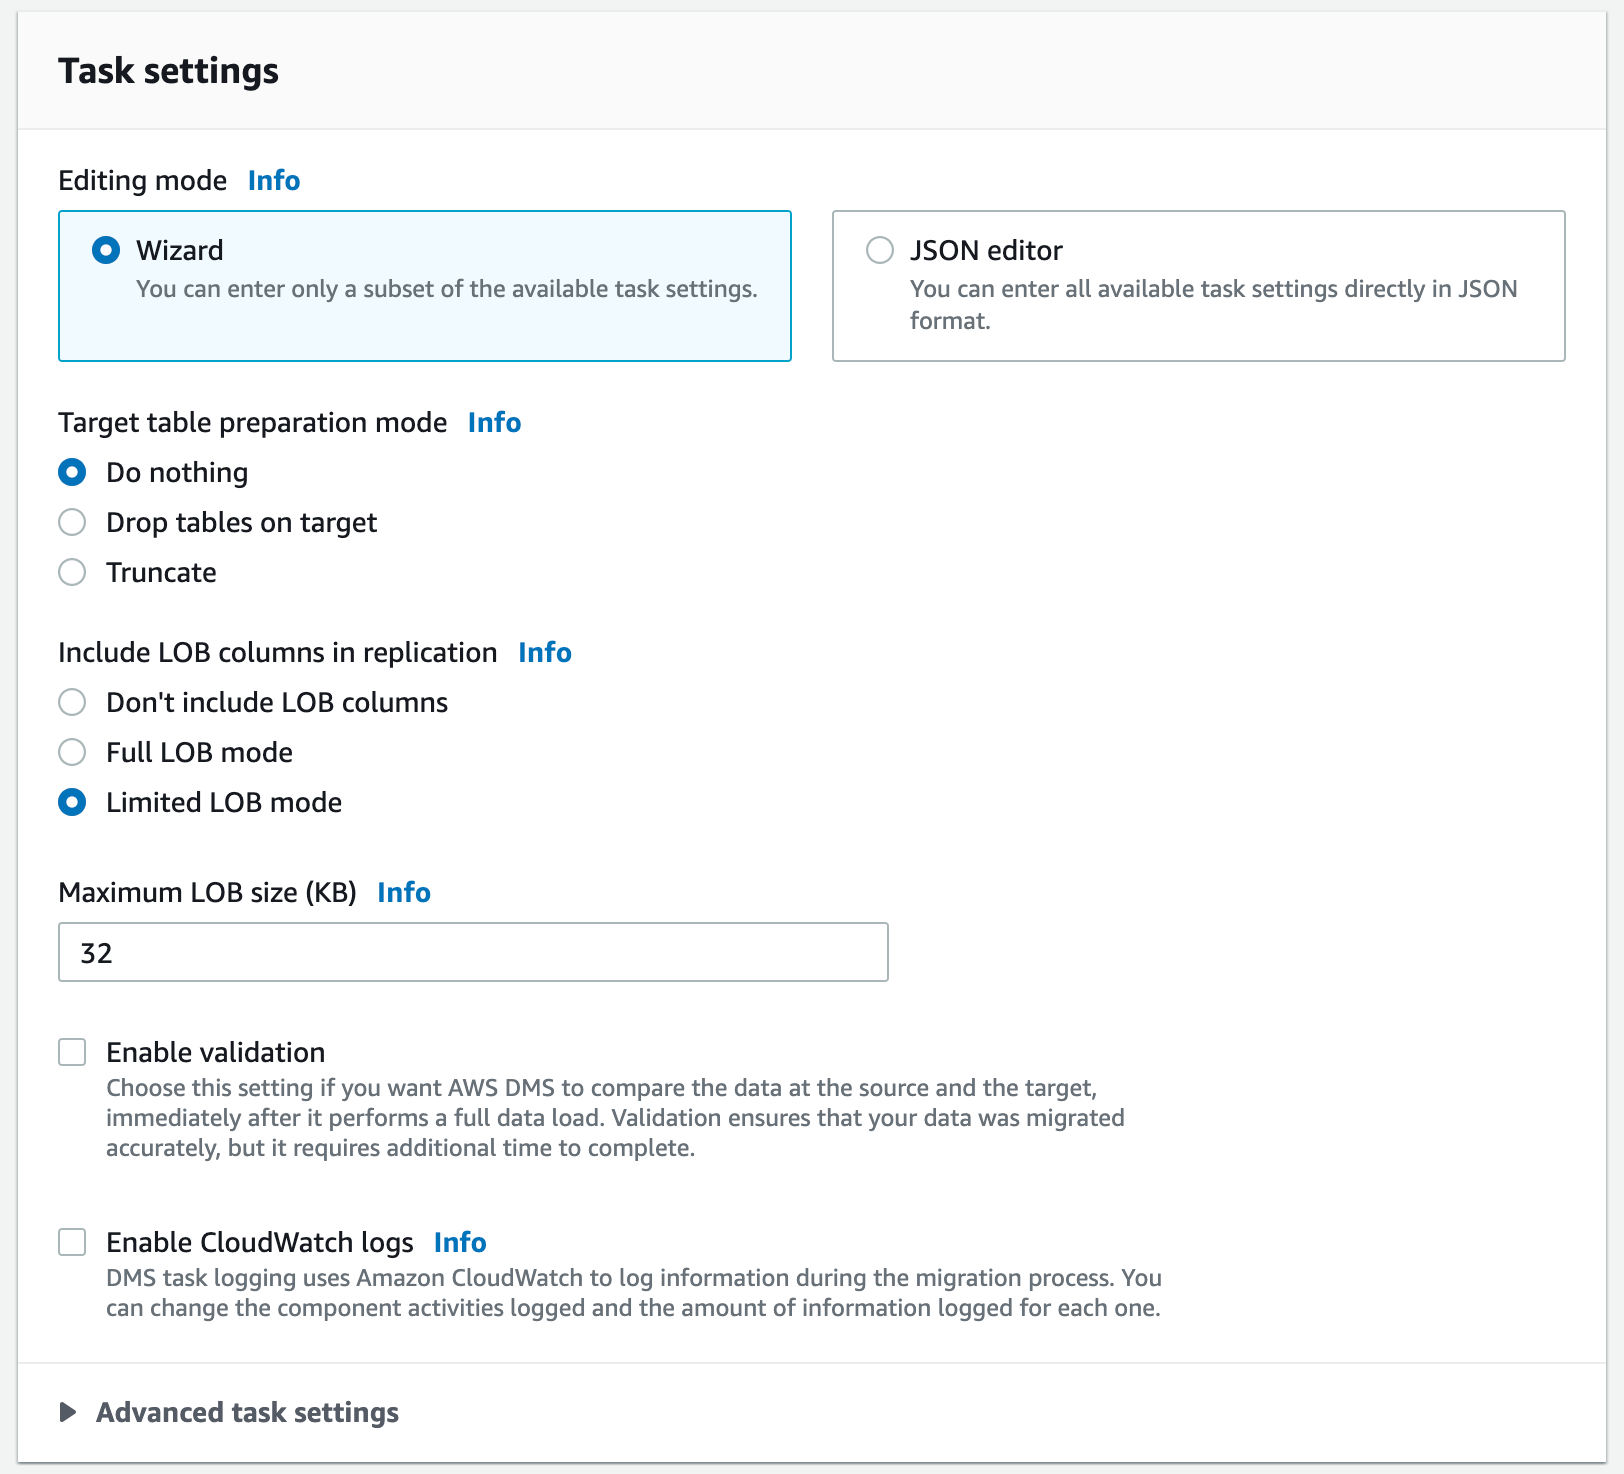 Task settings
Editing mode Info
Wizard
You can enter only a subset of the available task settings.
JSON editor
You can enter all available task settings directly in JSON
format.
Target table preparation mode Info
Do nothing
Drop tables on target
Truncate
Include LOB columns in replication Info
Don't include LOB columns
Full LOB mode
Limited LOB mode
Maximum LOB size (KB) Info
32
Enable validation
Choose this setting if you want AWS DMS to compare the data at the source and the target,
immediately after it performs a full data load. Validation ensures that your data was migrated
accurately, but it requires additional time to complete.
Enable CloudWatch logs Info
DMS task logging uses Amazon CloudWatch to log information during the migration process. You
can change the component activities logged and the amount of information logged for each one.
Advanced task settings